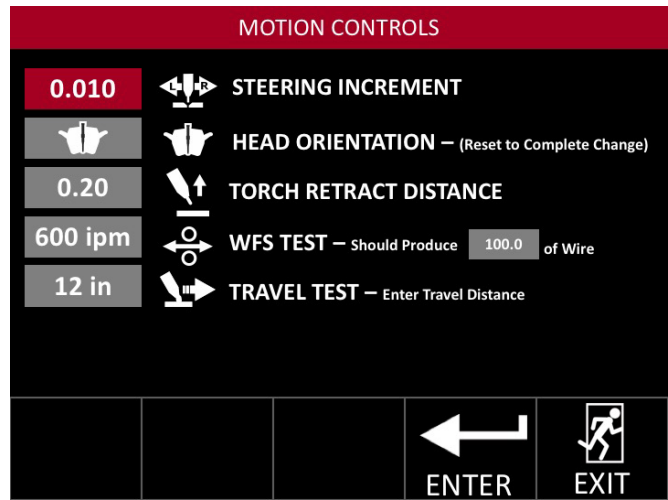 MOTION CONTROLS
0.010 L R STEERING INCREMENT
HEAD ORIENTATION – (Reset to Complete Change)
0.20 TORCH RETRACT DISTANCE
600 ipm WFS TEST – Should Produce 100.0 of Wire
12 in TRAVEL TEST – Enter Travel Distance
ENTER EXIT